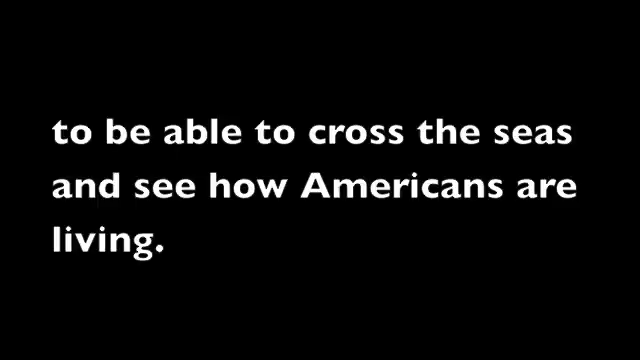 to be able to cross the seas
and see how Americans are
living.